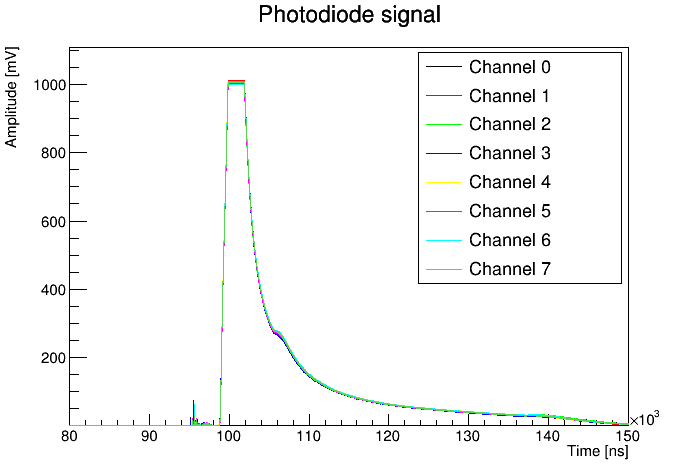 Photodiode signal
Amplitude [mV]
1000
800
600
400
200
Channel 0
Channel 1
Channel 2
Channel 3
Channel 4
Channel 5
Channel 6
Channel 7
80 90 100 110 120 130 140 150
×10³
Time [ns]